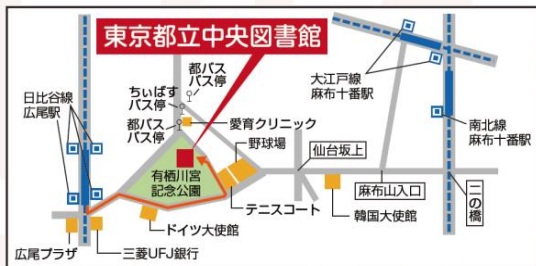 東京都立中央図書館
都バス
バス停
ちぃばす
バス停
都バス
バス停
愛育クリニック
野球場
日比谷線
広尾駅
有栖川宮
記念公園
仙台坂上
大江戸線
麻布十番駅
南北線
麻布十番駅
麻布山入口
二の橋
テニスコート
韓国大使館
ドイツ大使館
広尾プラザ
三菱UFJ銀行